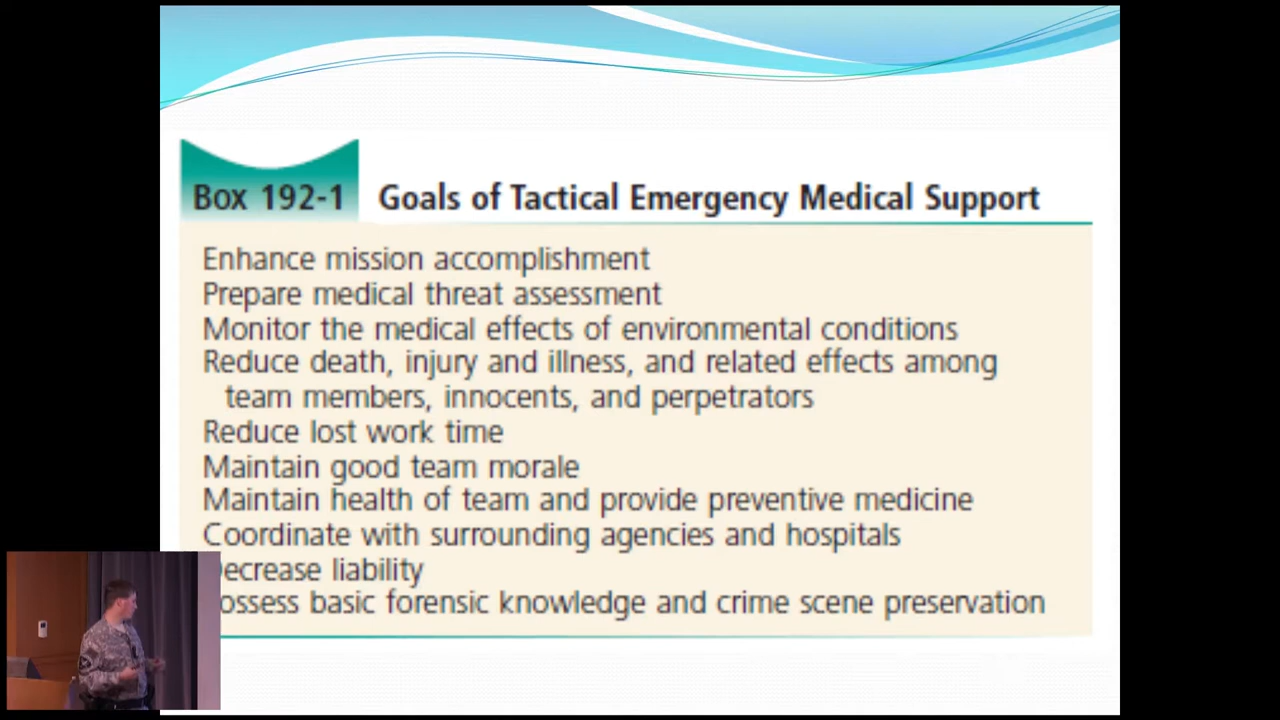 Box 192-1 Goals of Tactical Emergency Medical Support
Enhance mission accomplishment
Prepare medical threat assessment
Monitor the medical effects of environmental conditions
Reduce death, injury and illness, and related effects among
team members, innocents, and perpetrators
Reduce lost work time
Maintain good team morale
Maintain health of team and provide preventive medicine
Coordinate with surrounding agencies and hospitals
ecrease liability
ossess basic forensic knowledge and crime scene preservation